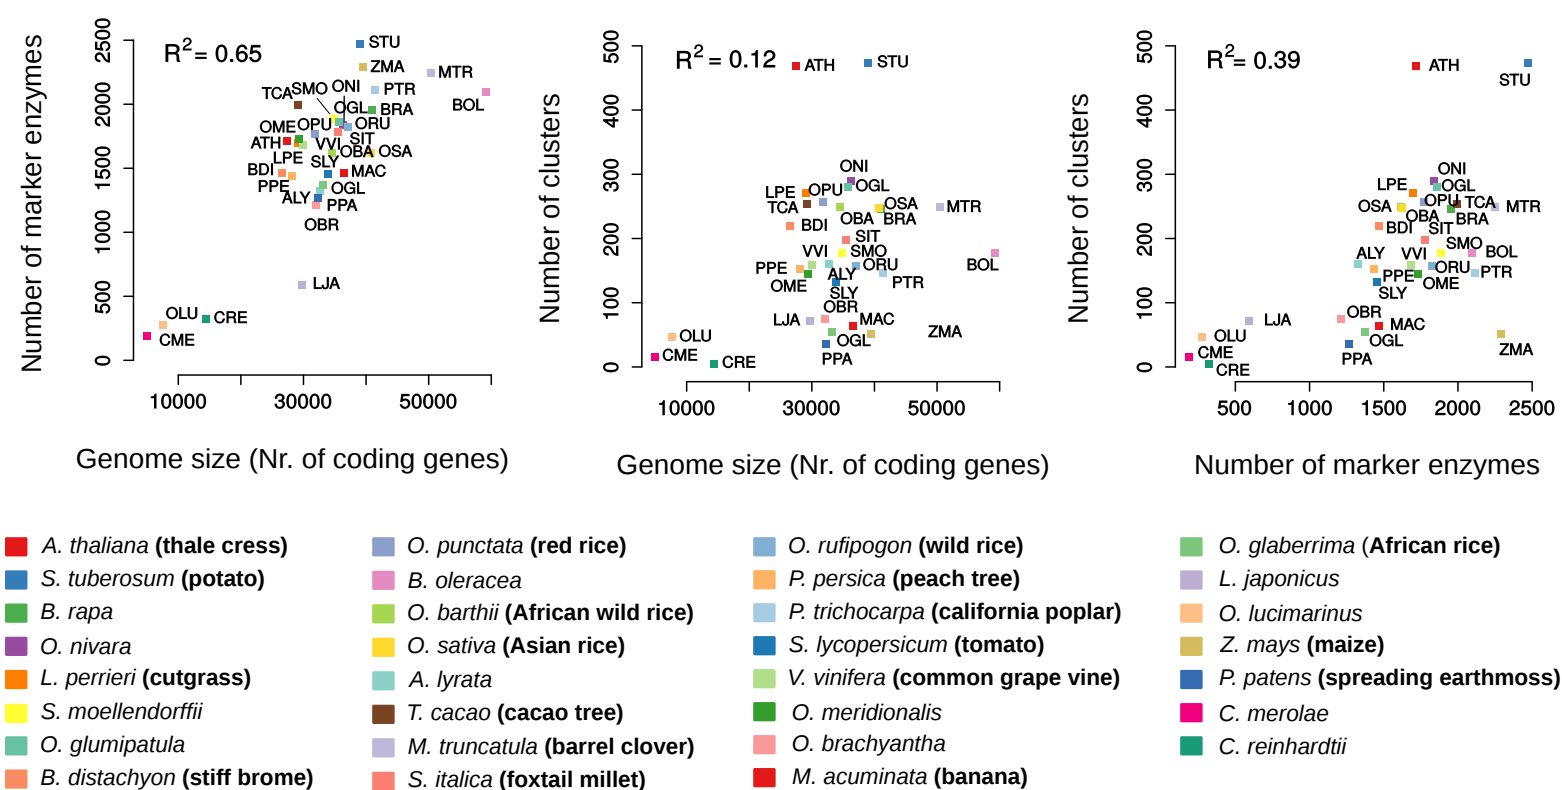 Number of marker enzymes
0
500
1000
1500
2000
2500
R2 = 0.65
STU
ZMA
MTR
PTR
BOL
TCA
SMO
ONI
OGL
BRA
OME
OPU
ORU
ATH
VVI
SIT
LPE
SLY
OBA
OSA
BDI
MAC
PPE
OGL
ALY
PPA
OBR
LJA
OLU
CRE
CME
10000
30000
50000
Genome size (Nr. of coding genes)
Number of clusters
0
100
200
300
400
500
R2 = 0.12
ATH
STU
ONI
LPE
OPU
OGL
TCA
OSA
MTR
BDI
OBA
BRA
SIT
VVI
SMO
BOL
PPE
ORU
OME
ALY
PTR
SLY
OBR
LJA
MAC
ZMA
OLU
OGL
CME
PPA
CRE
10000
30000
50000
Genome size (Nr. of coding genes)
Number of clusters
0
100
200
300
400
500
R2 = 0.39
ATH
STU
ONI
LPE
OGL
OSA
OPU
TCA
MTR
OBA
BRA
BDI
SIT
SMO
ALY
VVI
BOL
PPE
ORU
PTR
OME
SLY
OBR
LJA
MAC
OLU
OGL
ZMA
CME
PPA
CRE
500
1000
1500
2000
2500
Number of marker enzymes
A. thaliana (thale cress)
S. tuberosum (potato)
B. rapa
O. nivara
L. perrieri (cutgrass)
S. moellendorffii
O. glumipatula
B. distachyon (stiff brome)
O. punctata (red rice)
B. oleracea
O. barthii (African wild rice)
O. sativa (Asian rice)
A. lyrata
T. cacao (cacao tree)
M. truncatula (barrel clover)
S. italica (foxtail millet)
O. rufipogon (wild rice)
P. persica (peach tree)
P. trichocarpa (california poplar)
S. lycopersicum (tomato)
V. vinifera (common grape vine)
O. meridionalis
O. brachyantha
M. acuminata (banana)
O. glaberrima (African rice)
L. japonicus
O. lucimarinus
Z. mays (maize)
P. patens (spreading earthmoss)
C. merolae
C. reinhardtii